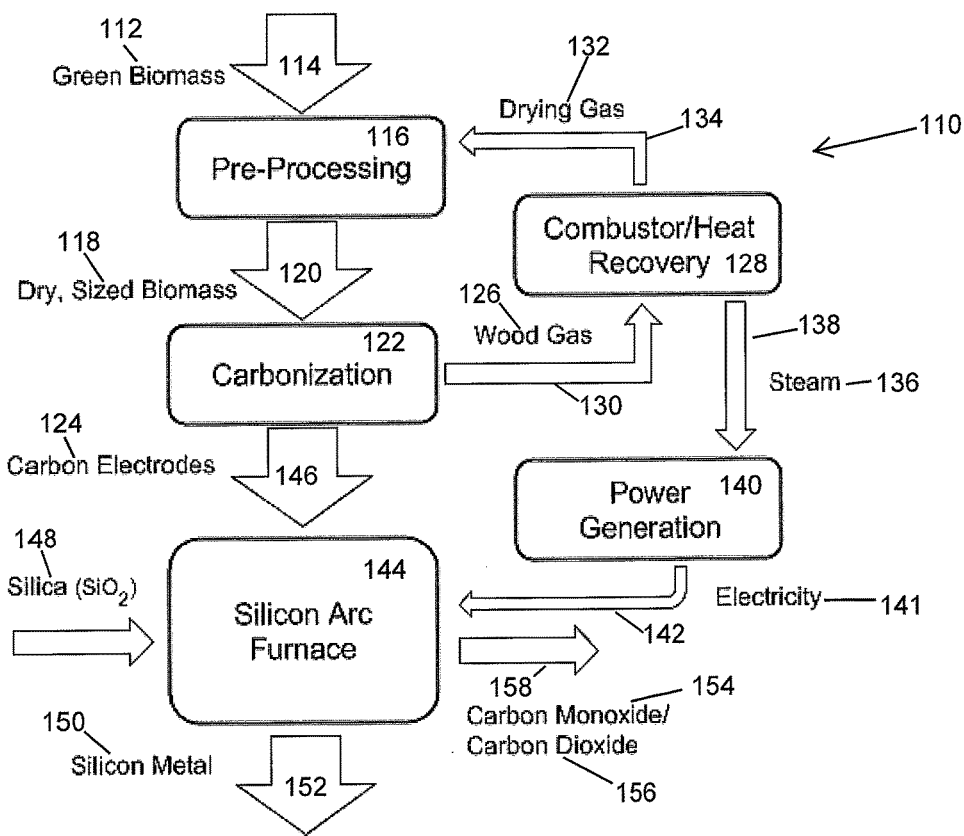 112
Green Biomass
114
132
Drying Gas
134
110
116
Pre-Processing
Combustor/Heat
Recovery 128
118
Dry, Sized Biomass
120
126
Wood Gas
130
138
Steam
136
122
Carbonization
124
Carbon Electrodes
146
140
Power
Generation
148
Silica (SiO₂)
144
Silicon Arc
Furnace
Electricity
141
142
158
154
Carbon Monoxide/
Carbon Dioxide
156
150
Silicon Metal
152